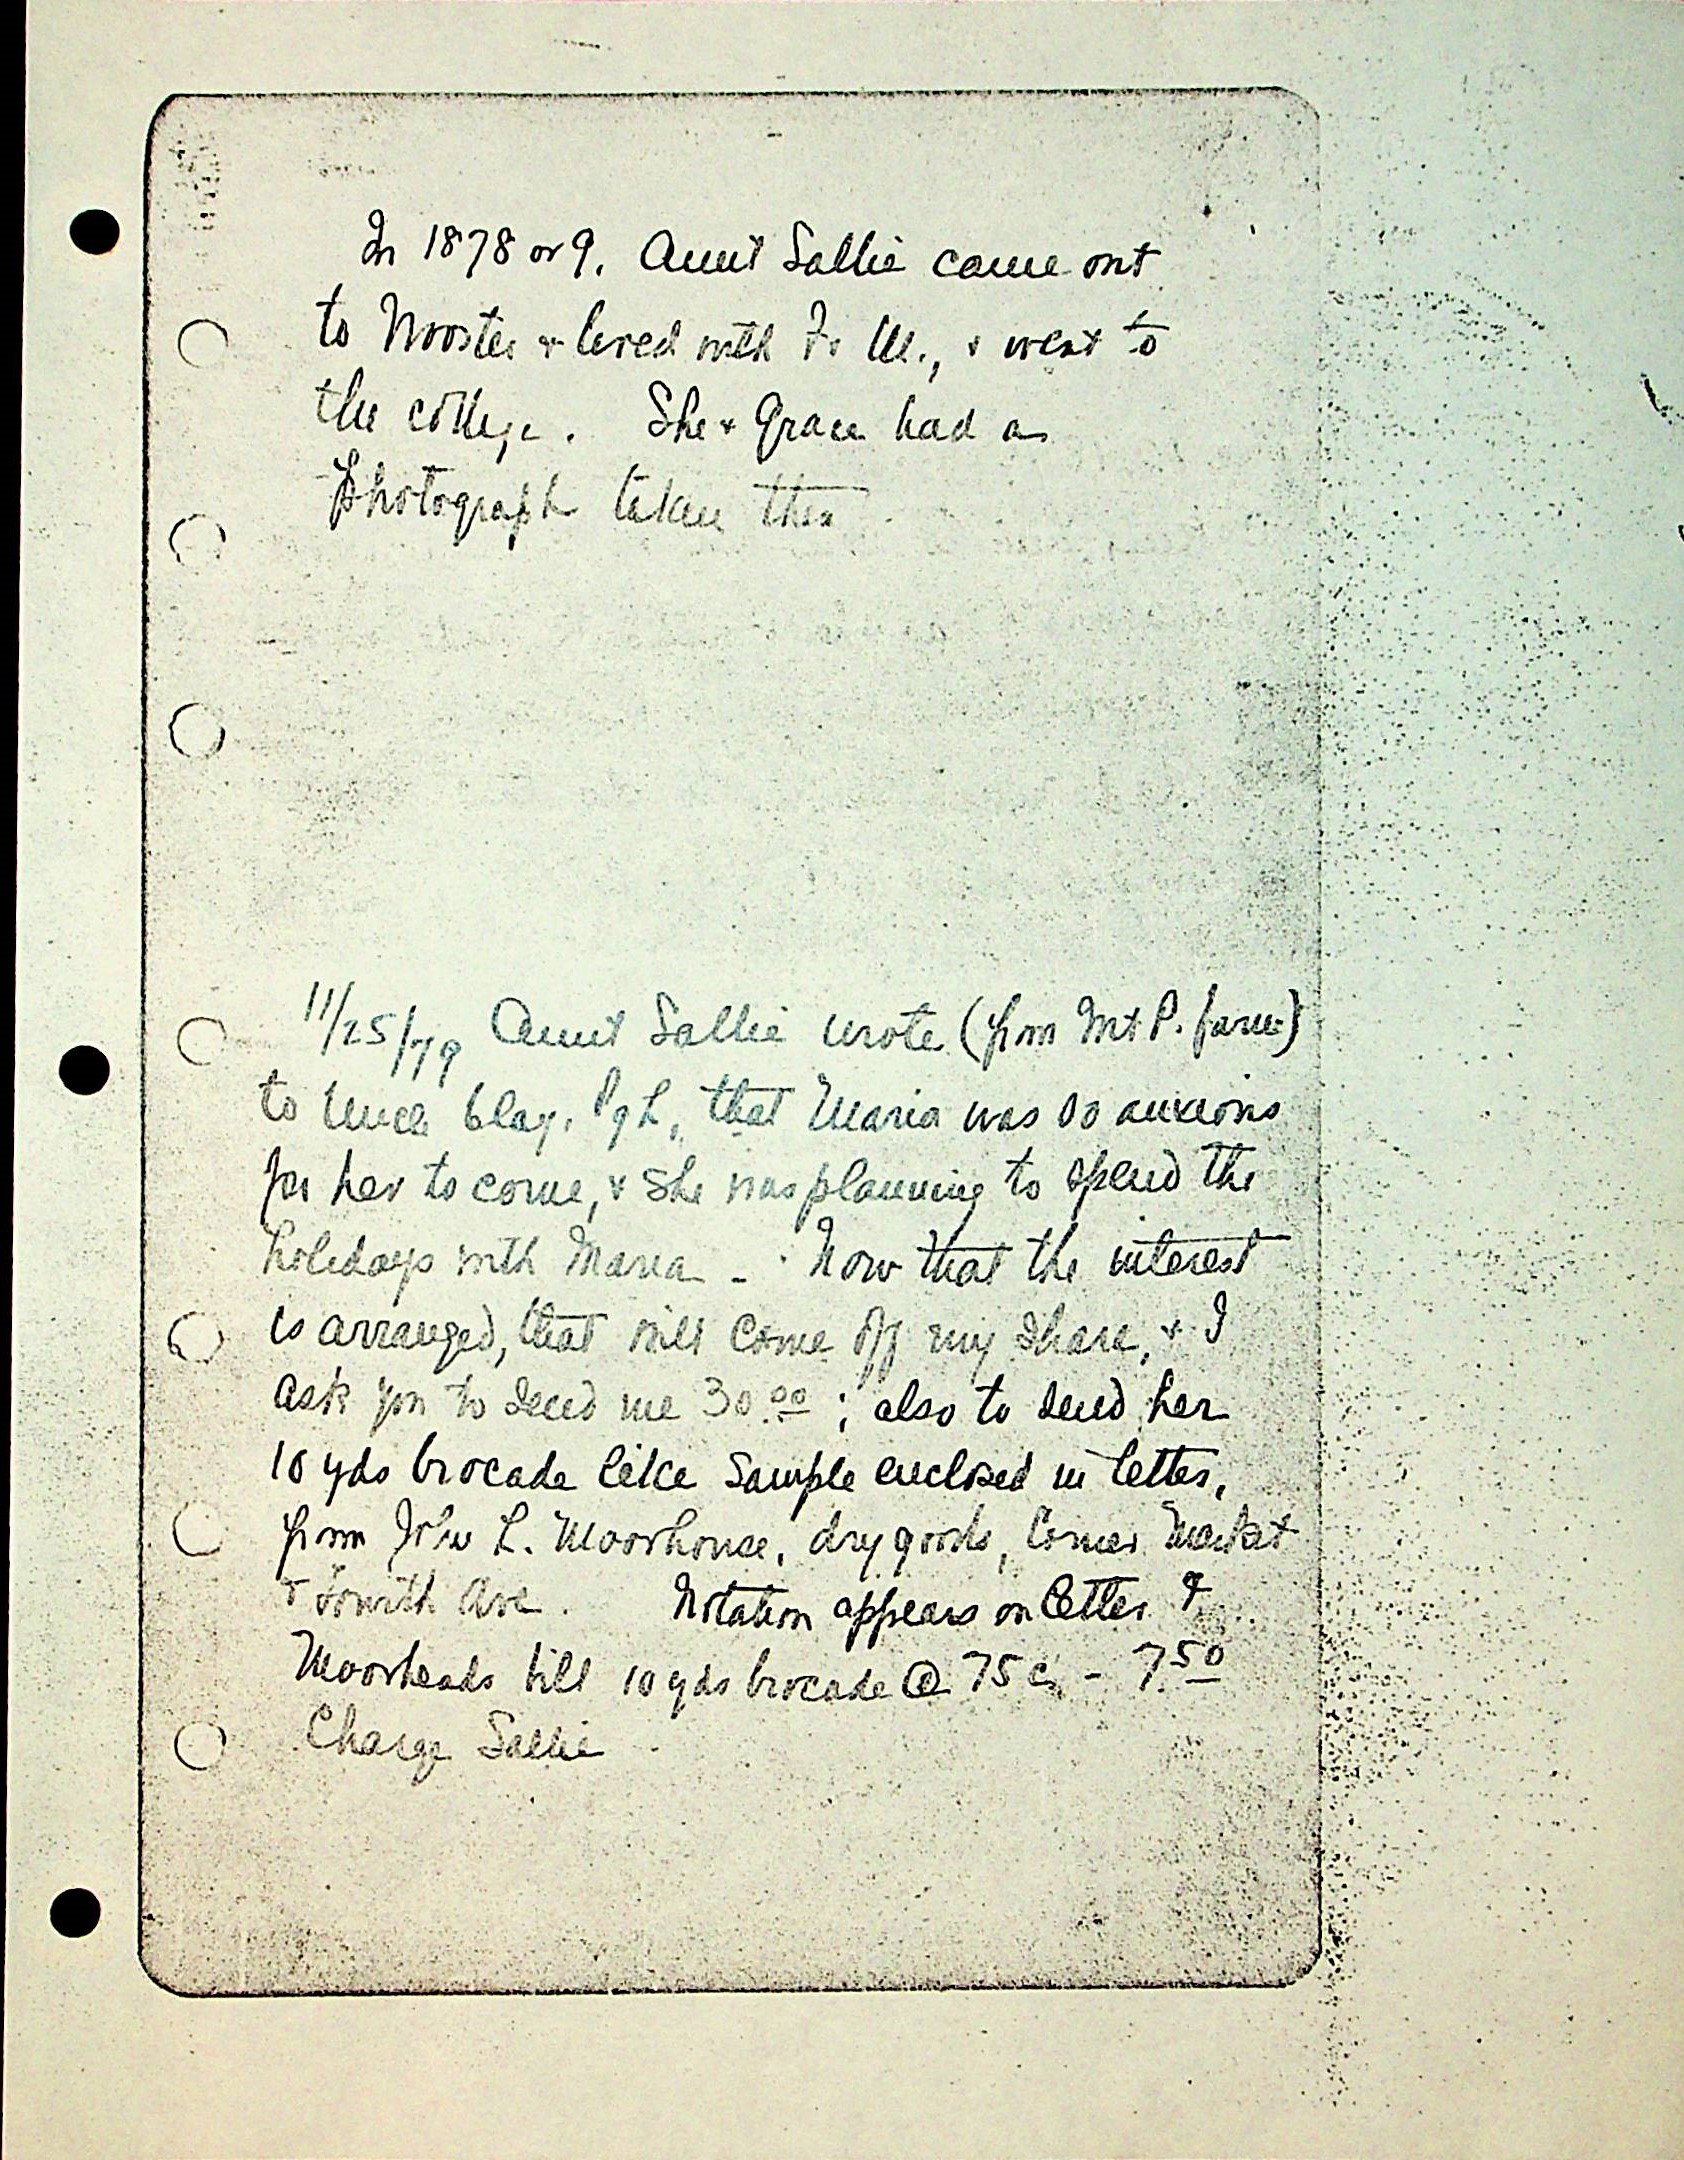 In 1878 or 9, Aunt Sallie came out
to Wooster & lived with Fr M., & went to
the college. She & Grace had a
photograph taken then
11/25/79 Aunt Sallie wrote (from Mt P. farm)
to Uncle Clay, Pgh, that Maria was so anxious
for her to come, & she was planning to spend the
holidays with Maria - Now that the interest
is arranged, that will come off my share, & I
ask you to send me 30.00 ; also to send her
10 yds brocade like sample enclosed in letter,
from John L. Moorhouse, dry goods, Corner Market
& Fourth Ave. Notation appears on letter &
Moorheads bill 10 yds brocade @ 75c - 7.50
Charge Sallie